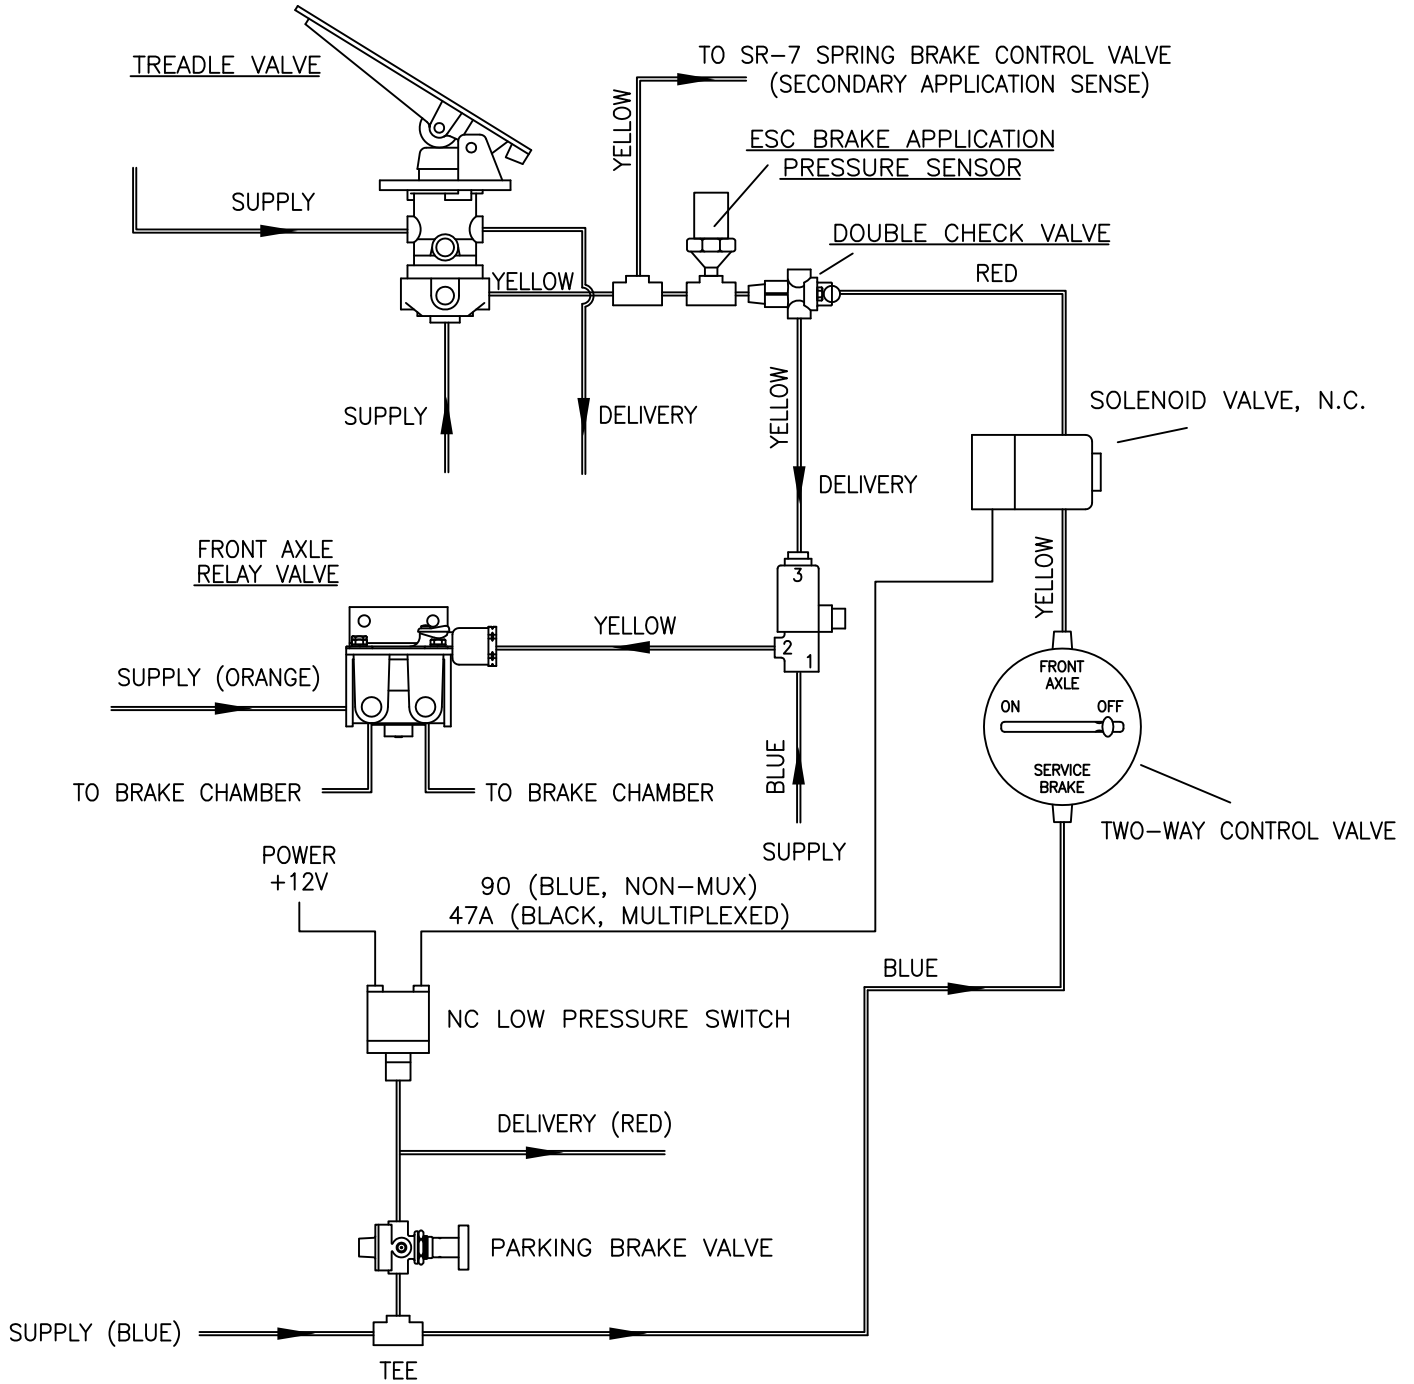 TO SR-7 SPRING BRAKE CONTROL VALVE
(SECONDARY APPLICATION SENSE)
TREADLE VALVE
YELLOW
ESC BRAKE APPLICATION
PRESSURE SENSOR
SUPPLY
DOUBLE CHECK VALVE
YELLOW
RED
SUPPLY
DELIVERY
YELLOW
SOLENOID VALVE, N.C.
DELIVERY
FRONT AXLE
RELAY VALVE
3
YELLOW
YELLOW
2
1
SUPPLY (ORANGE)
FRONT
AXLE
ON
OFF
SERVICE
BRAKE
BLUE
TO BRAKE CHAMBER
TO BRAKE CHAMBER
TWO-WAY CONTROL VALVE
SUPPLY
POWER
+12V
90 (BLUE, NON-MUX)
47A (BLACK, MULTIPLEXED)
BLUE
NC LOW PRESSURE SWITCH
DELIVERY (RED)
PARKING BRAKE VALVE
SUPPLY (BLUE)
TEE